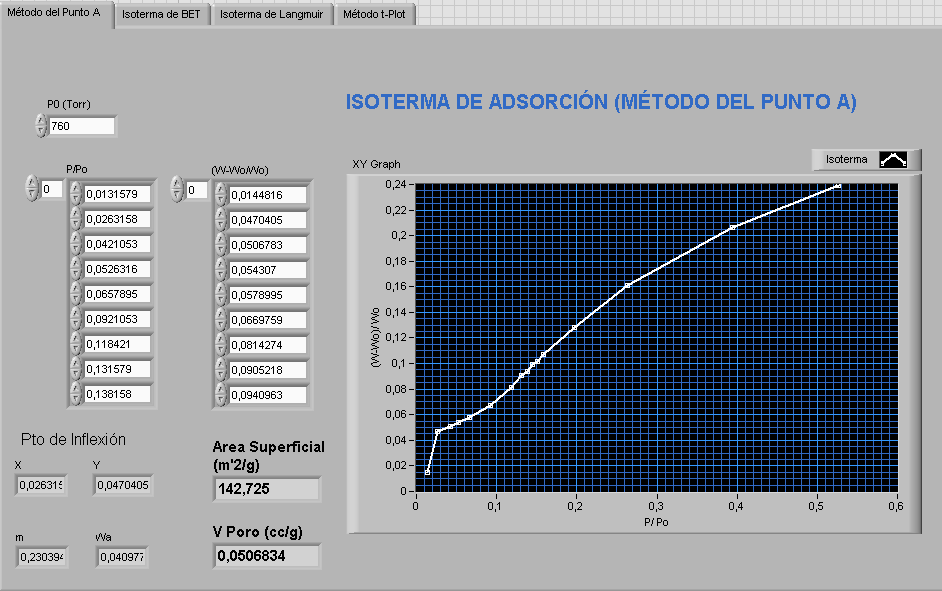 Método del Punto A
Isoterma de BET
Isoterma de Langmuir
Método t-Plot
ISOTERMA DE ADSORCIÓN (MÉTODO DEL PUNTO A)
P0 (Torr)
760
P/Po
0
0,0131579
0,0263158
0,0421053
0,0526316
0,0657895
0,0921053
0,118421
0,131579
0,138158
(W-Wo/Wo)
0
0,0144816
0,0470405
0,0506783
0,054307
0,0578995
0,0669759
0,0814274
0,0905218
0,0940963
XY Graph
Isoterma
(W-Wo)/Wo
0,24
0,22
0,2
0,18
0,16
0,14
0,12
0,1
0,08
0,06
0,04
0,02
0
0 0,1 0,2 0,3 0,4 0,5 0,6
P/Po
Pto de Inflexión
X
0,026315
Y
0,0470405
m
0,230394
Wa
0,040977
Area Superficial
(m'2/g)
142,725
V Poro (cc/g)
0,0506834